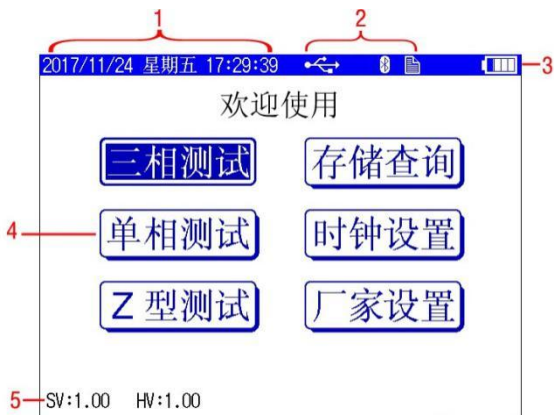 1 2
2017/11/24 星期五 17:29:39
3
欢迎使用
三相测试 存储查询
4 单相测试 时钟设置
Z 型测试 厂家设置
5 SV:1.00 HV:1.00